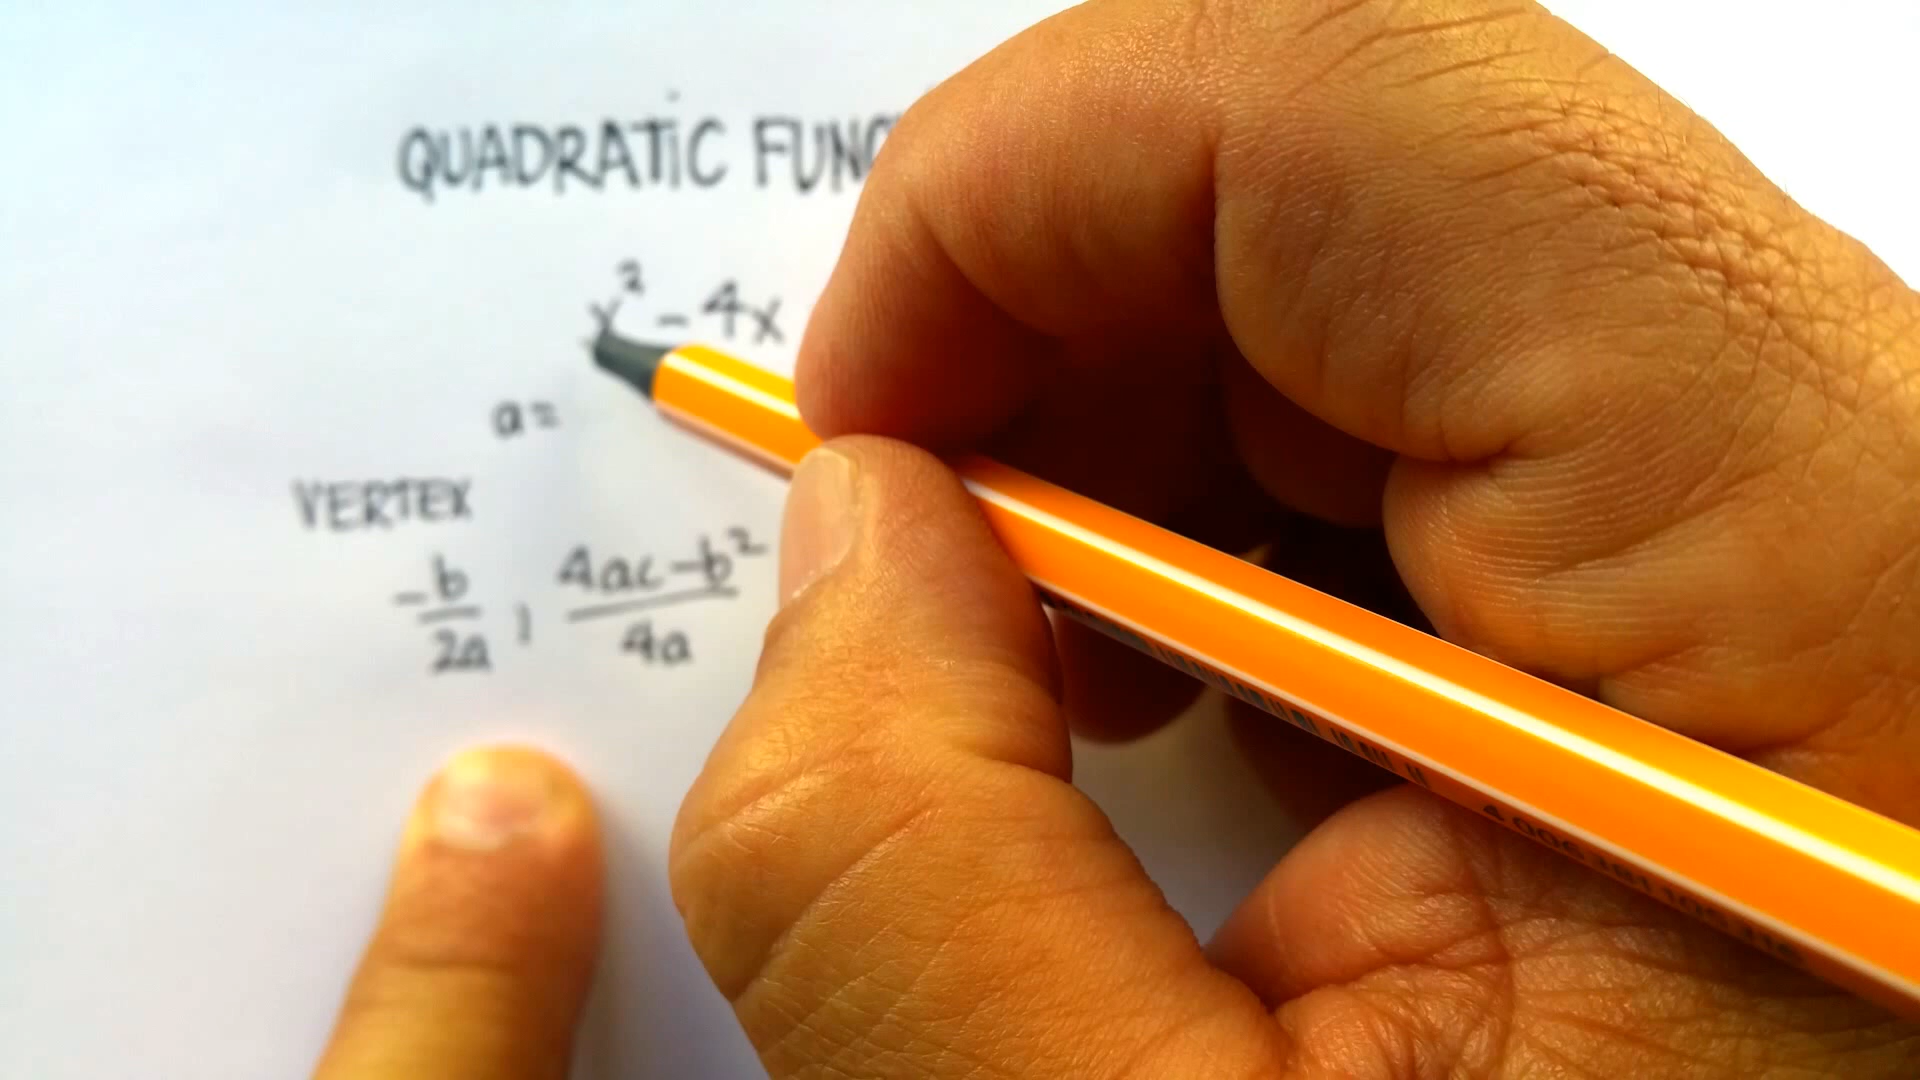 QUADRATiC FUNC
x² - 4x
a =
VERTEX
-b/2a ; 4ac-b²/4a